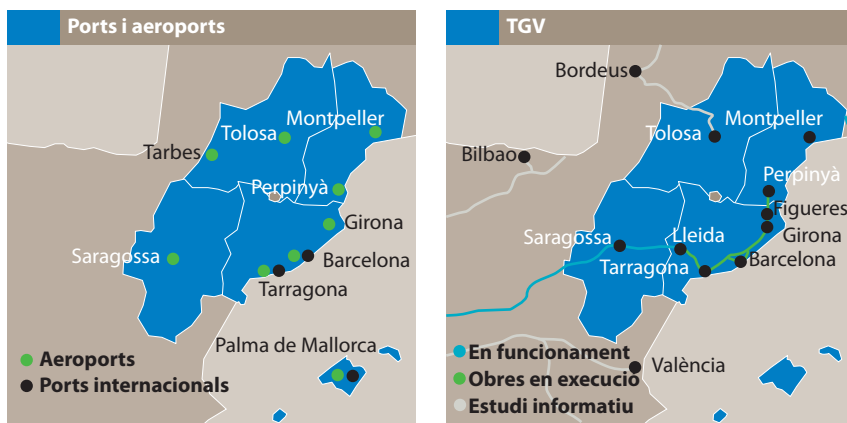 Ports i aeroports
Montpeller
Tolosa
Tarbes
Perpinyà
Girona
Saragossa
Barcelona
Tarragona
Palma de Mallorca
Aeroports
Ports internacionals
TGV
Bordeus
Montpeller
Tolosa
Bilbao
Perpinyà
Figueres
Saragossa
Lleida
Girona
Tarragona
Barcelona
En funcionament
València
Obres en execució
Estudi informatiu